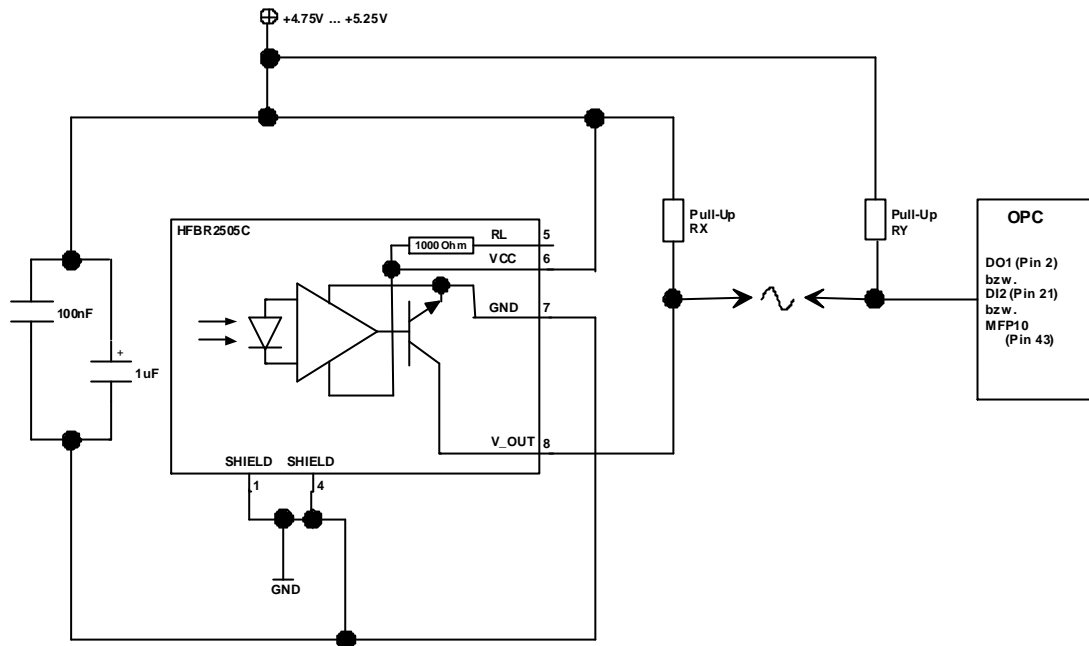 +4.75V ... +5.25V
HFBR2505C
RL
5
1000 Ohm
VCC
6
GND
7
V_OUT
8
SHIELD
SHIELD
1
4
GND
100nF
+
1uF
Pull-Up
RX
Pull-Up
RY
OPC
DO1 (Pin 2)
bzw.
DI2 (Pin 21)
bzw.
MFP10
(Pin 43)